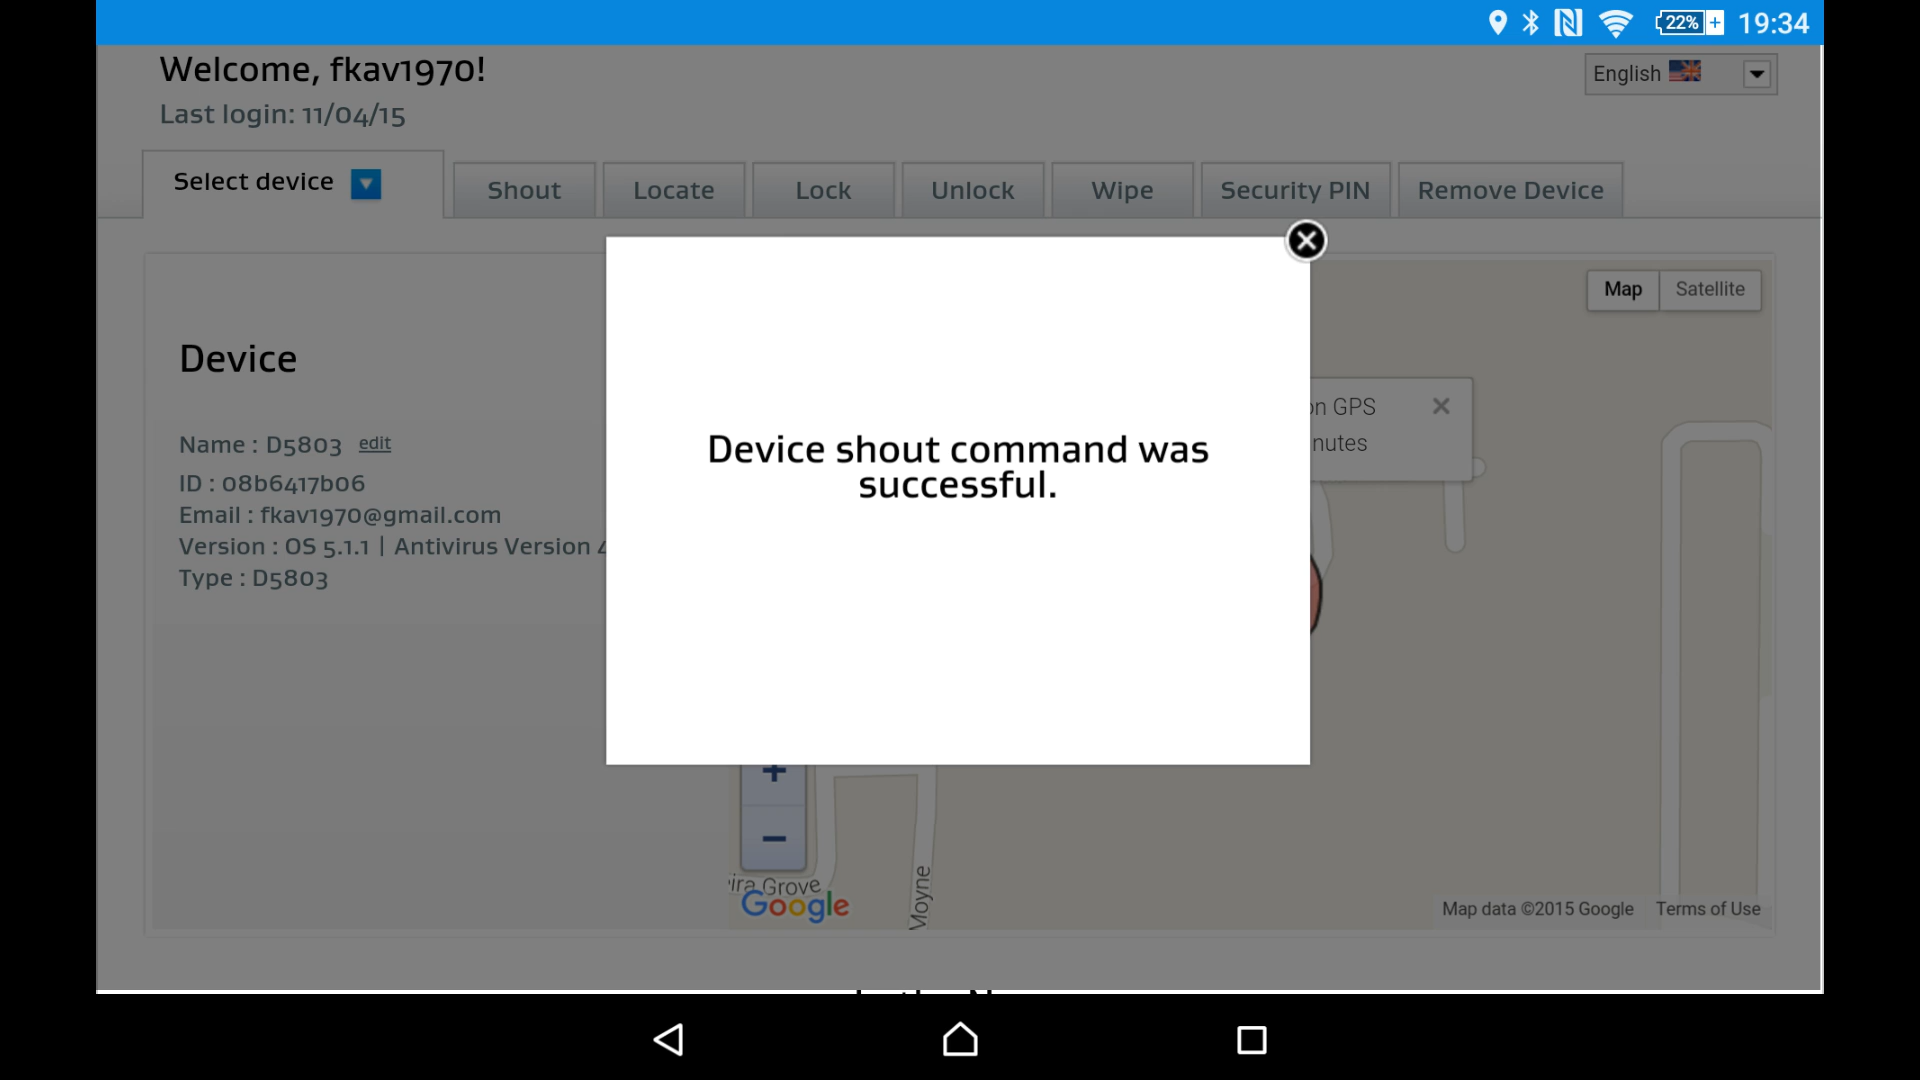 22% 19:34
Welcome, fkav1970!
English
Last login: 11/04/15
Select device
Shout
Locate
Lock
Unlock
Wipe
Security PIN
Remove Device
Map
Satellite
Device
on GPS
nutes
Name : D5803 edit
ID : 08b6417b06
Email : fkav1970@gmail.com
Version : OS 5.1.1 | Antivirus Version 4
Type : D5803
Device shout command was
successful.
ira Grove
Moyne
Google
Map data ©2015 Google
Terms of Use